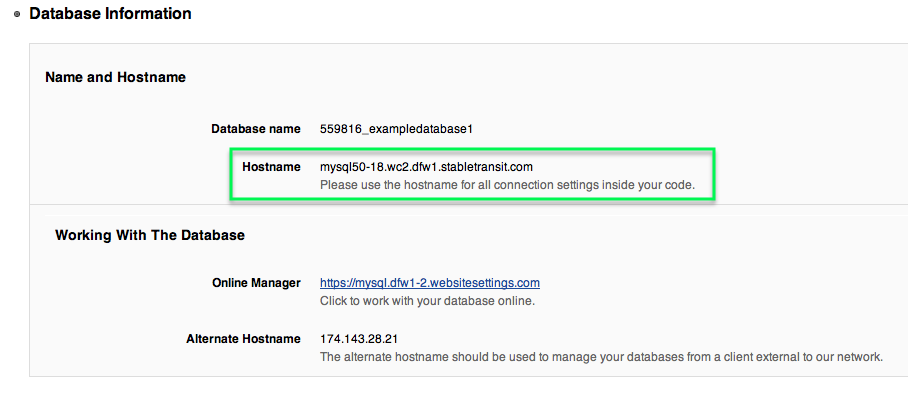 Database Information
Name and Hostname
Database name 559816_exampledatabase1
Hostname mysql50-18.wc2.dfw1.stabletransit.com
Please use the hostname for all connection settings inside your code.
Working With The Database
Online Manager https://mysql.dfw1-2.websitesettings.com
Click to work with your database online.
Alternate Hostname 174.143.28.21
The alternate hostname should be used to manage your databases from a client external to our network.